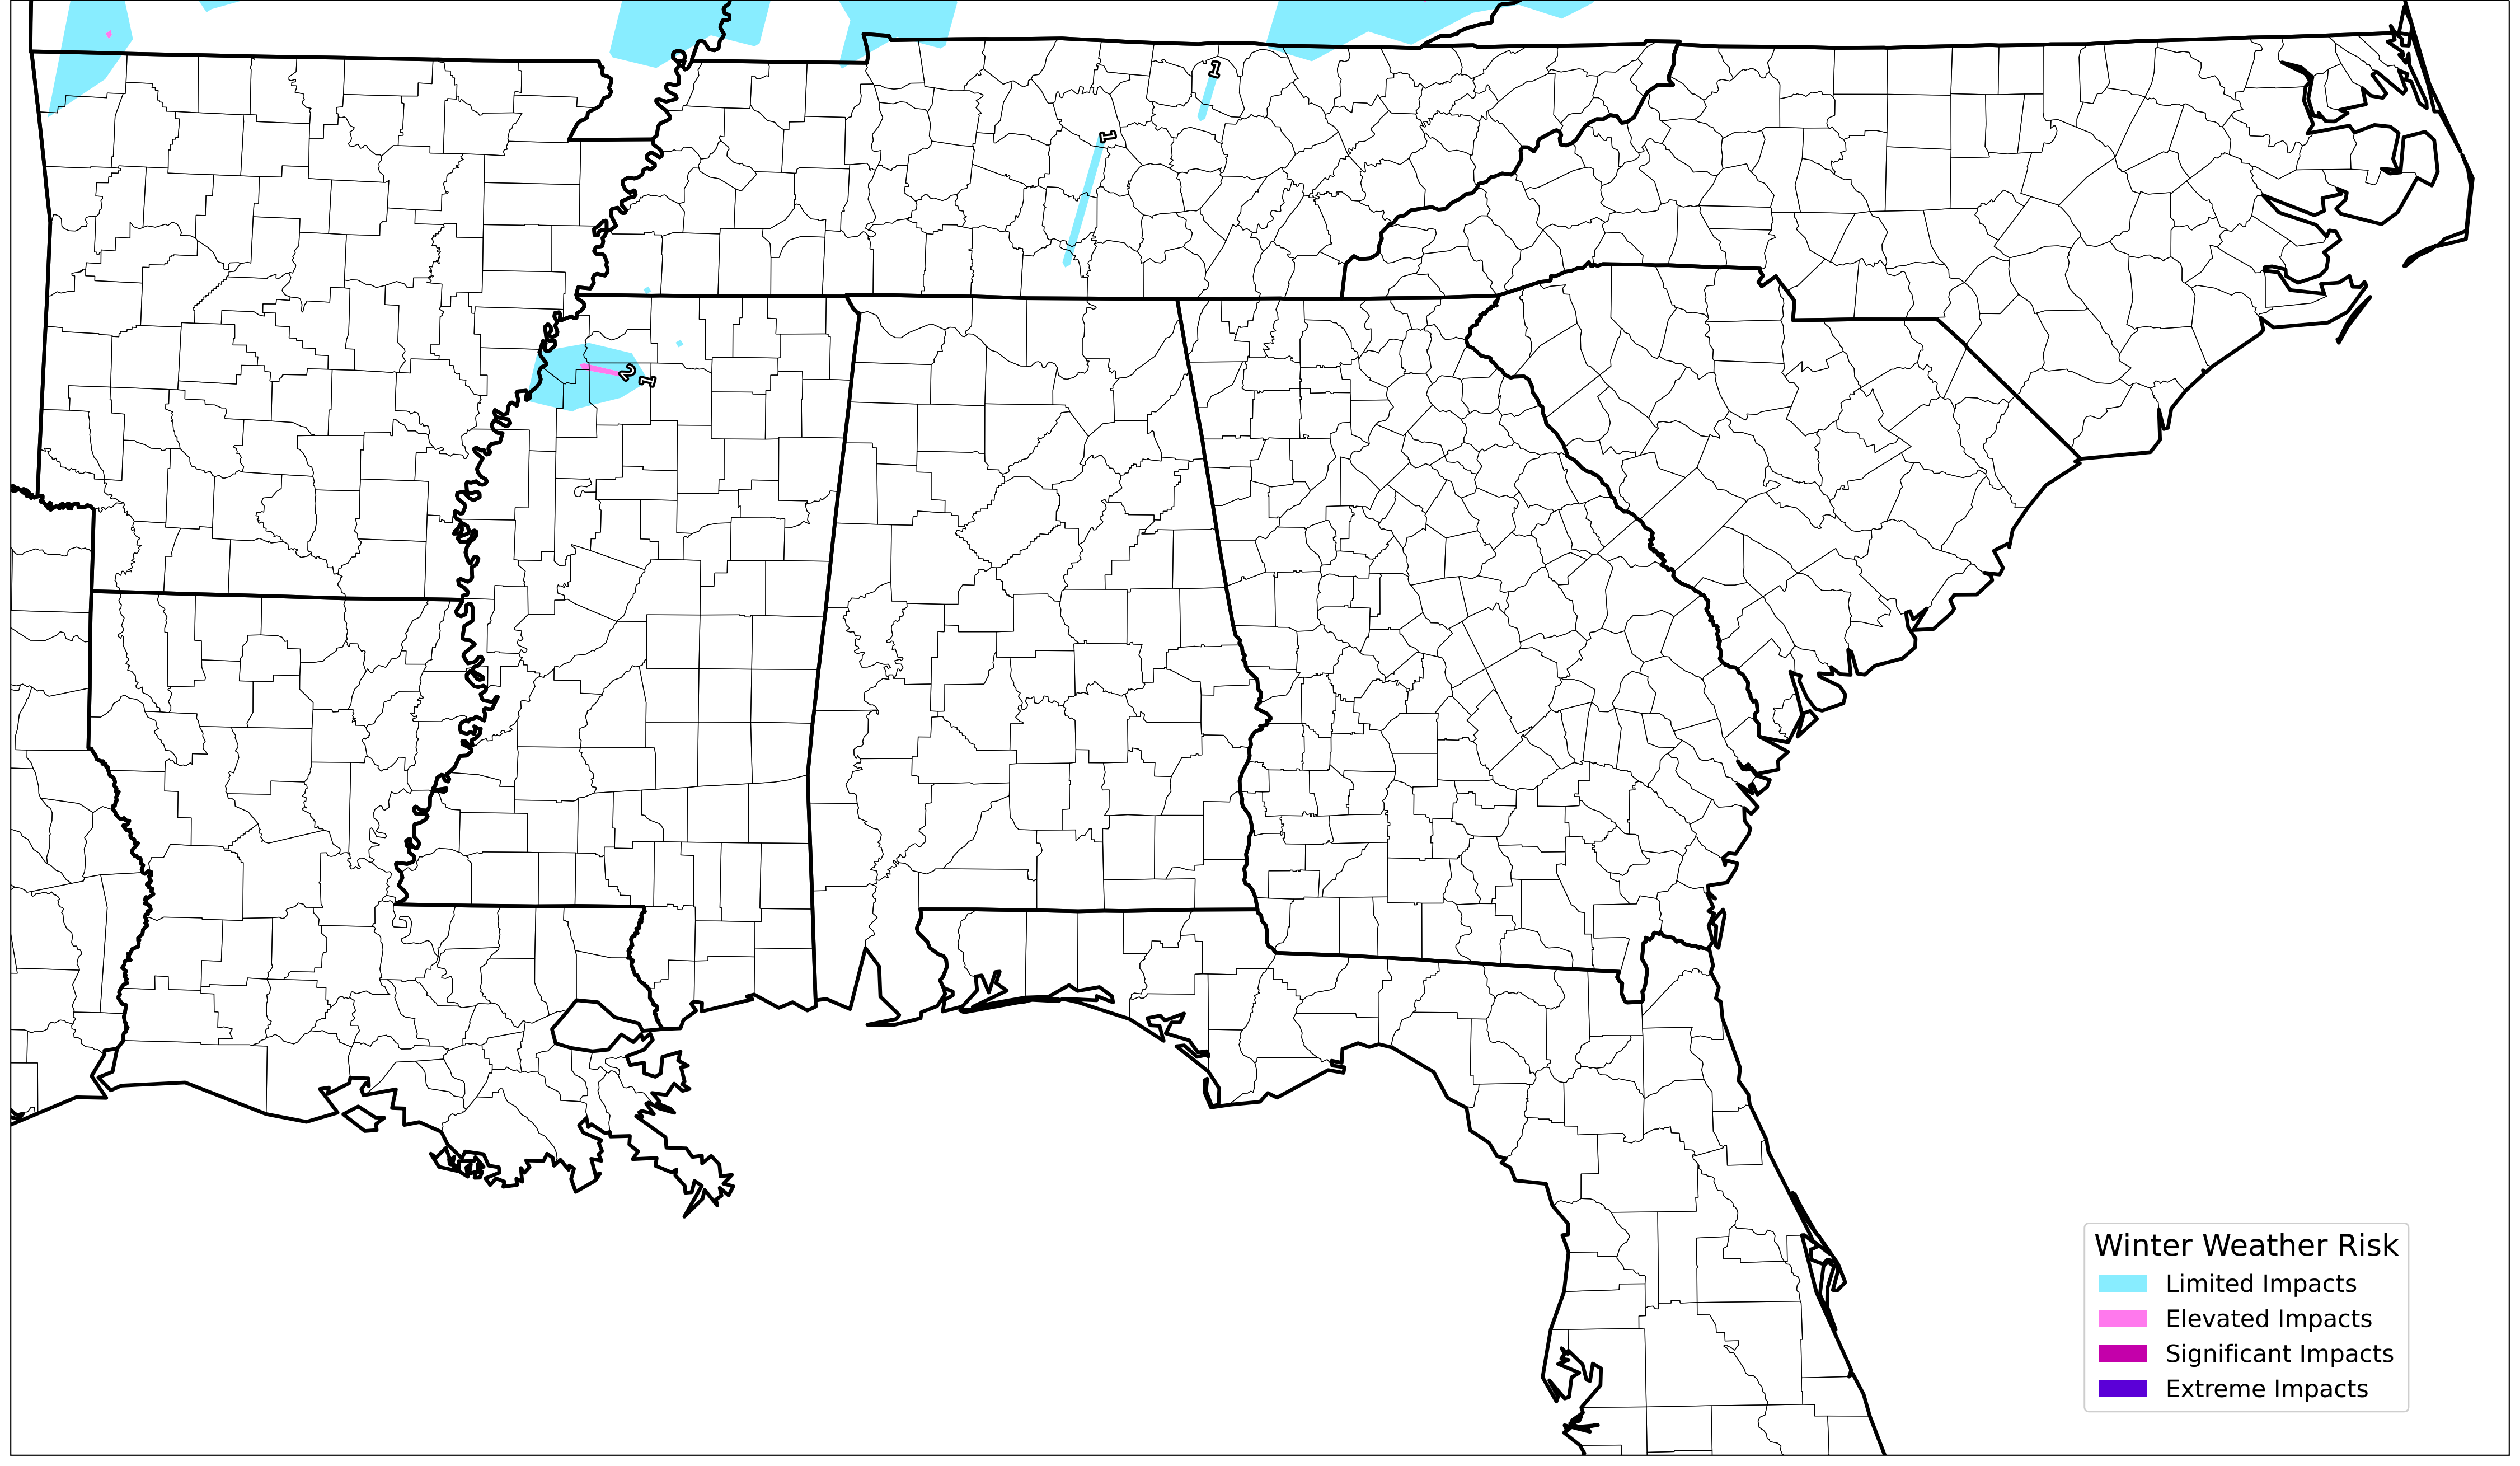 1
1
2
1
Winter Weather Risk
Limited Impacts
Elevated Impacts
Significant Impacts
Extreme Impacts